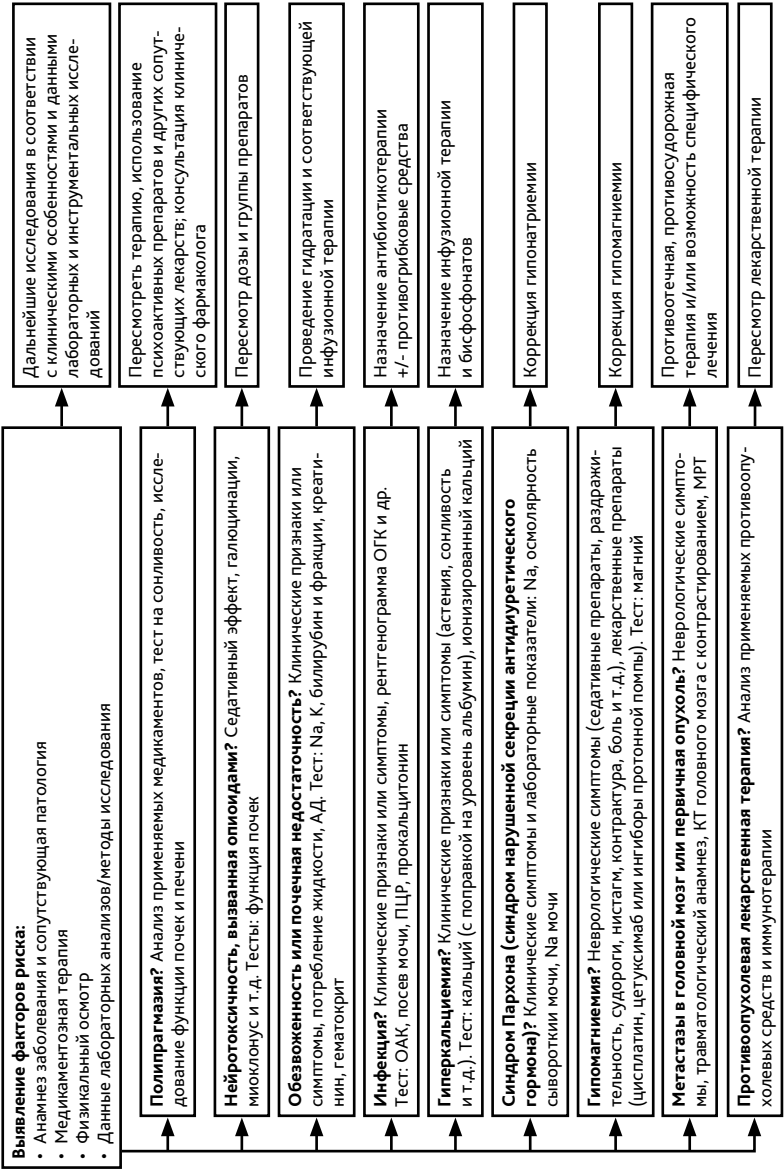 Выявление факторов риска:
• Анамнез заболевания и сопутствующая патология
• Медикаментозная терапия
• Физикальный осмотр
• Данные лабораторных анализов/методы исследования
Дальнейшие исследования в соответствии
с клиническими особенностями и данными
лабораторных и инструментальных иссле-
дований
Полипрагмазия? Анализ применяемых медикаментов, тест на сонливость, иссле-
дование функции почек и печени
Пересмотреть терапию, использование
психоактивных препаратов и других сопут-
ствующих лекарств; консультация клиниче-
ского фармаколога
Нейротоксичность, вызванная опиоидами? Седативный эффект, галюцинации,
миоклонус и т.д. Тесты: функция почек
Пересмотр дозы и группы препаратов
Обезвоженность или почечная недостаточность? Клинические признаки или
симптомы, потребление жидкости, АД. Тест: Na, K, билирубин и фракции, креати-
нин, гематокрит
Проведение гидратации и соответствующей
инфузионной терапии
Инфекция? Клинические признаки или симптомы, рентгенограмма ОГК и др.
Тест: ОАК, посев мочи, ПЦР, прокальцитонин
Назначение антибиотикотерапии
+/- противогрибковые средства
Гиперкальциемия? Клинические признаки или симптомы (астения, сонливость
и т.д.). Тест: кальций (с поправкой на уровень альбумин), ионизированный кальций
Назначение инфузионной терапии
и бисфосфонатов
Синдром Пархона (синдром нарушенной секреции антидиуретического
гормона)? Клинические симптомы и лабораторные показатели: Na, осмолярность
сыворотки мочи, Na мочи
Коррекция гипонатриемии
Гипомагниемия? Неврологические симптомы (седативные препараты, раздражи-
тельность, судороги, нистагм, контрактура, боль и т.д.), лекарственные препараты
(цисплатин, цетуксимаб или ингибиторы протонной помпы). Тест: магний
Коррекция гипомагниемии
Метастазы в головной мозг или первичная опухоль? Неврологические симпто-
мы, травматологический анамнез, КТ головного мозга с контрастированием, МРТ
Противоотечная, противосудорожная
терапия и/или возможность специфического
лечения
Противоопухолевая лекарственная терапия? Анализ применяемых противоопу-
холевых средств и иммунотерапии
Пересмотр лекарственной терапии